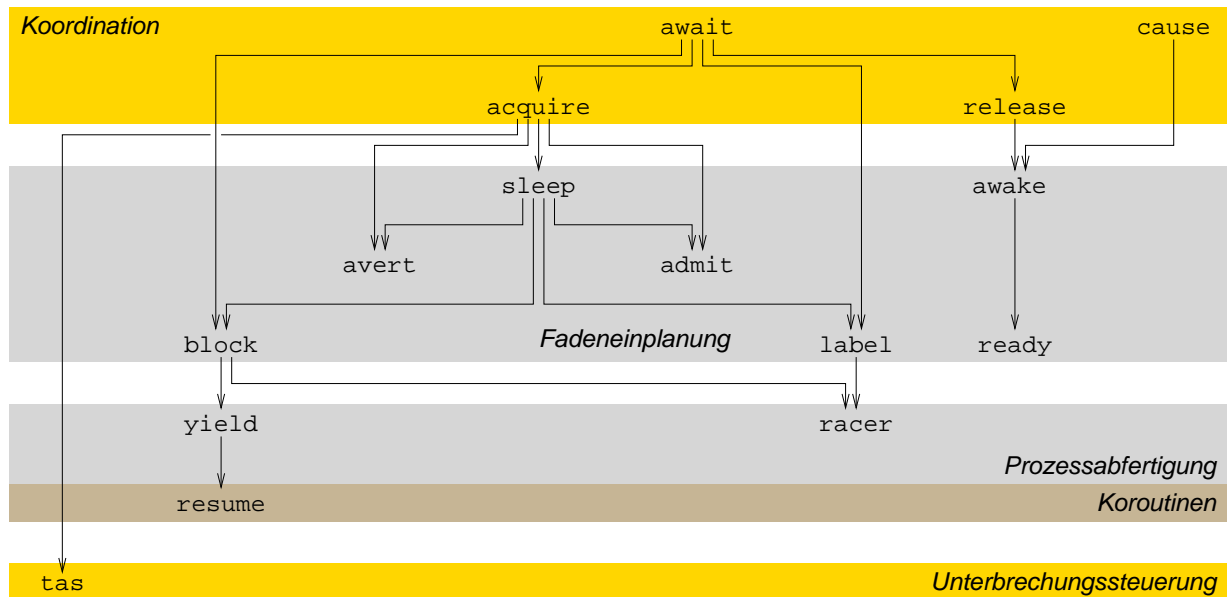 Koordination await cause
acquire release
sleep awake
avert admit
block Fadeneinplanung label ready
yield racer
Prozessabfertigung
resume Koroutinen
tas Unterbrechungssteuerung